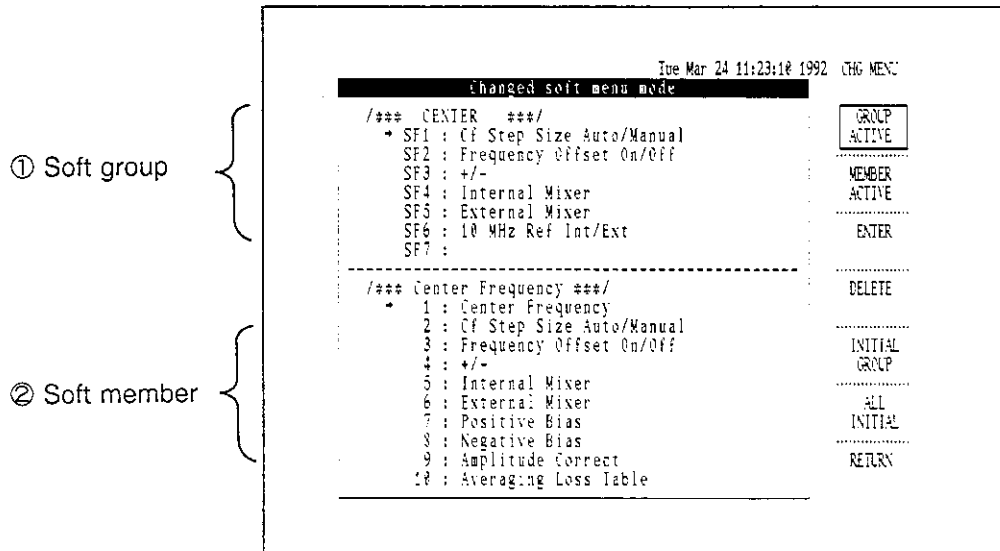 Tue Mar 24 11:23:10 1992 CHG MENU
Changed soft menu mode
① Soft group
/*** CENTER ***/
SF1 : Cf Step Size Auto/Manual
SF2 : Frequency Offset On/Off
SF3 : +/-
SF4 : Internal Mixer
SF5 : External Mixer
SF6 : 10 MHz Ref Int/Ext
SF7 :
② Soft member
/*** Center Frequency ***/
1 : Center Frequency
2 : Cf Step Size Auto/Manual
3 : Frequency Offset On/Off
4 : +/-
5 : Internal Mixer
6 : External Mixer
7 : Positive Bias
8 : Negative Bias
9 : Amplitude Correct
10 : Averaging Loss Table
GROUP
ACTIVE
MEMBER
ACTIVE
ENTER
DELETE
INITIAL
GROUP
ALL
INITIAL
RETURN